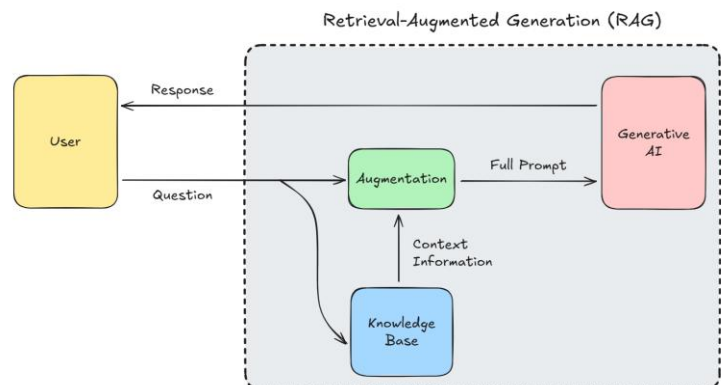 Retrieval-Augmented Generation (RAG)
Response
User
Generative
AI
Augmentation
Full Prompt
Question
Context
Information
Knowledge
Base